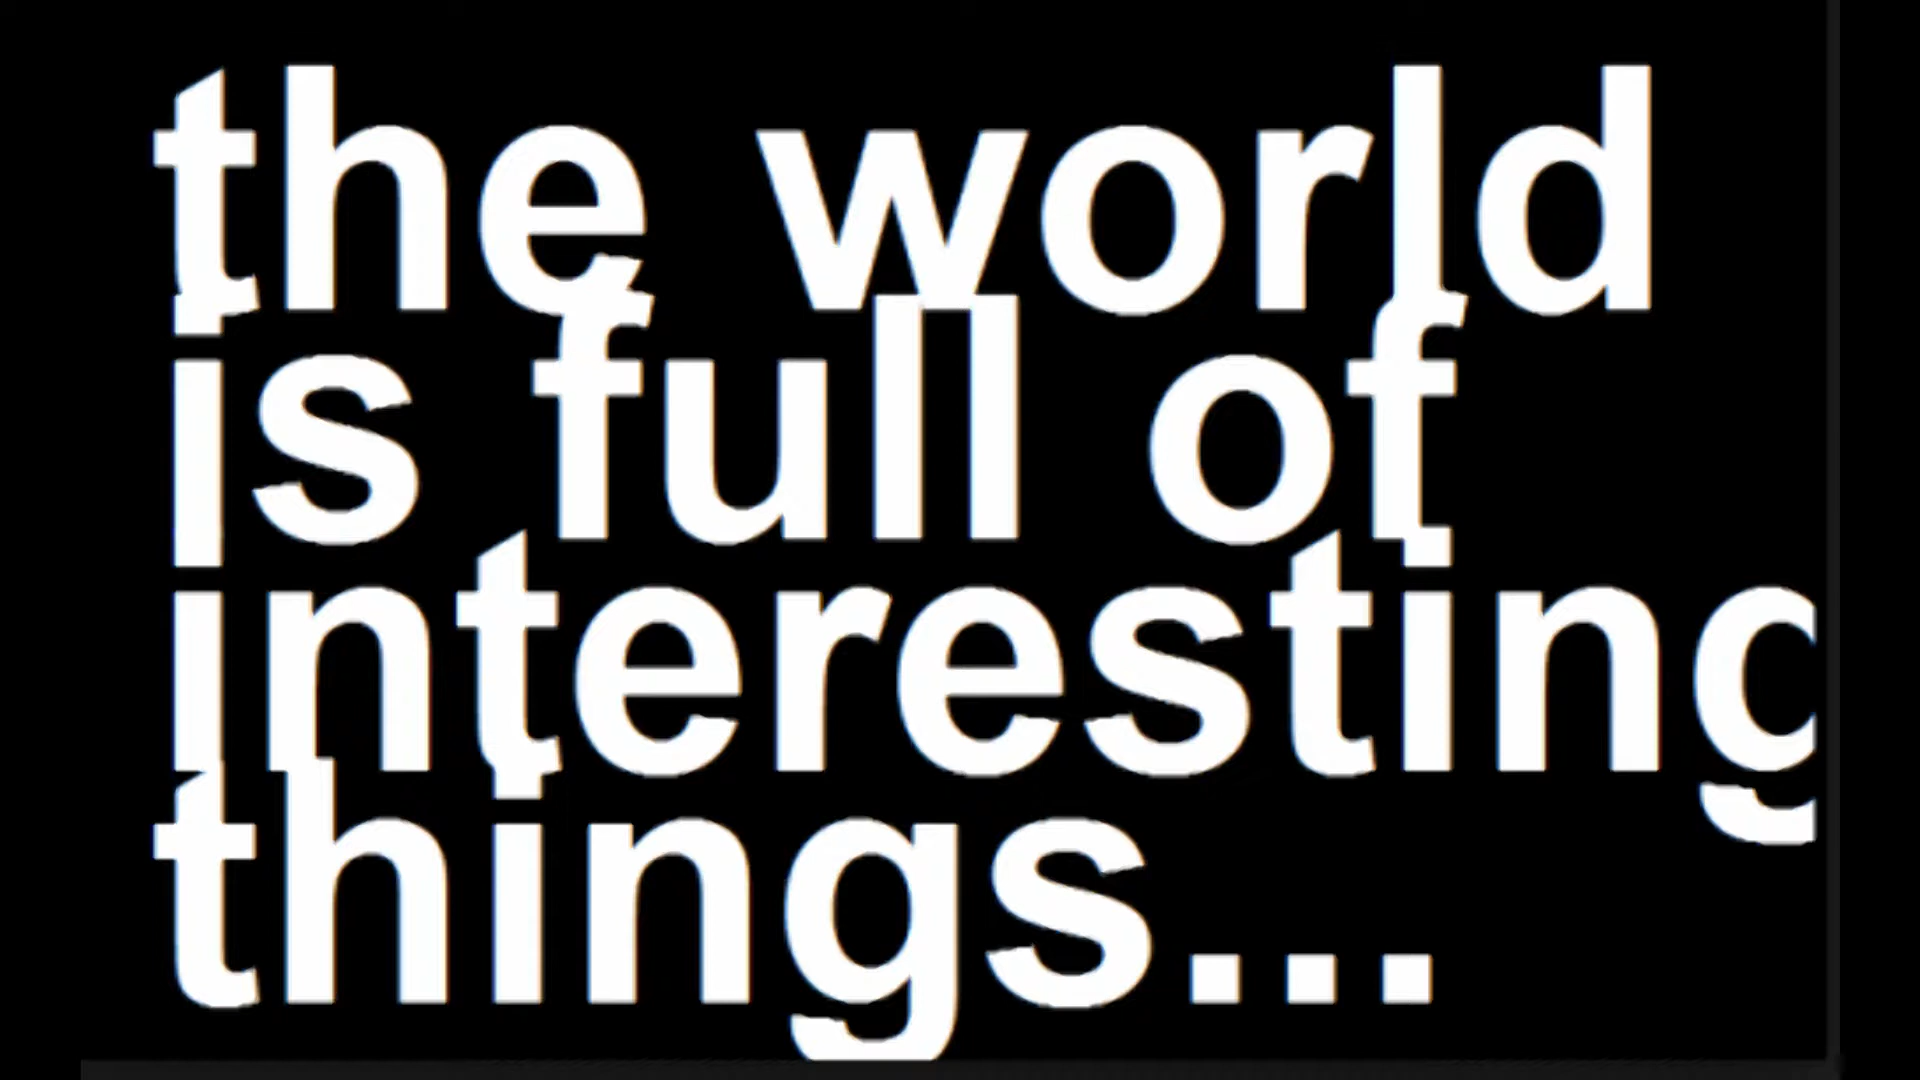 the world
is full of
interesting
things...